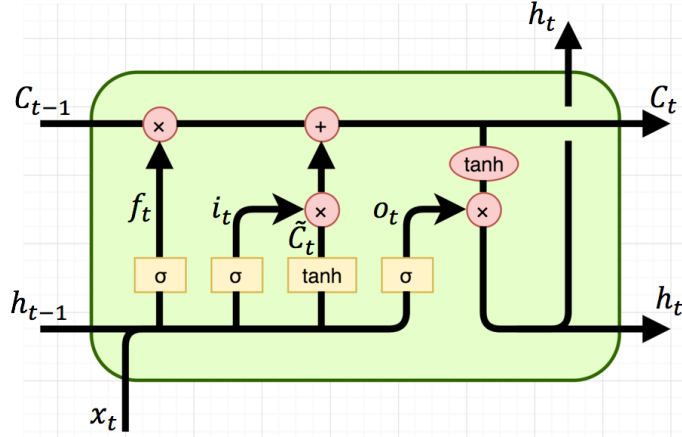 h_t
C_{t-1}
C_t
×
+
tanh
f_t
i_t
×
o_t
×
C̃_t
σ
σ
tanh
σ
h_{t-1}
h_t
x_t